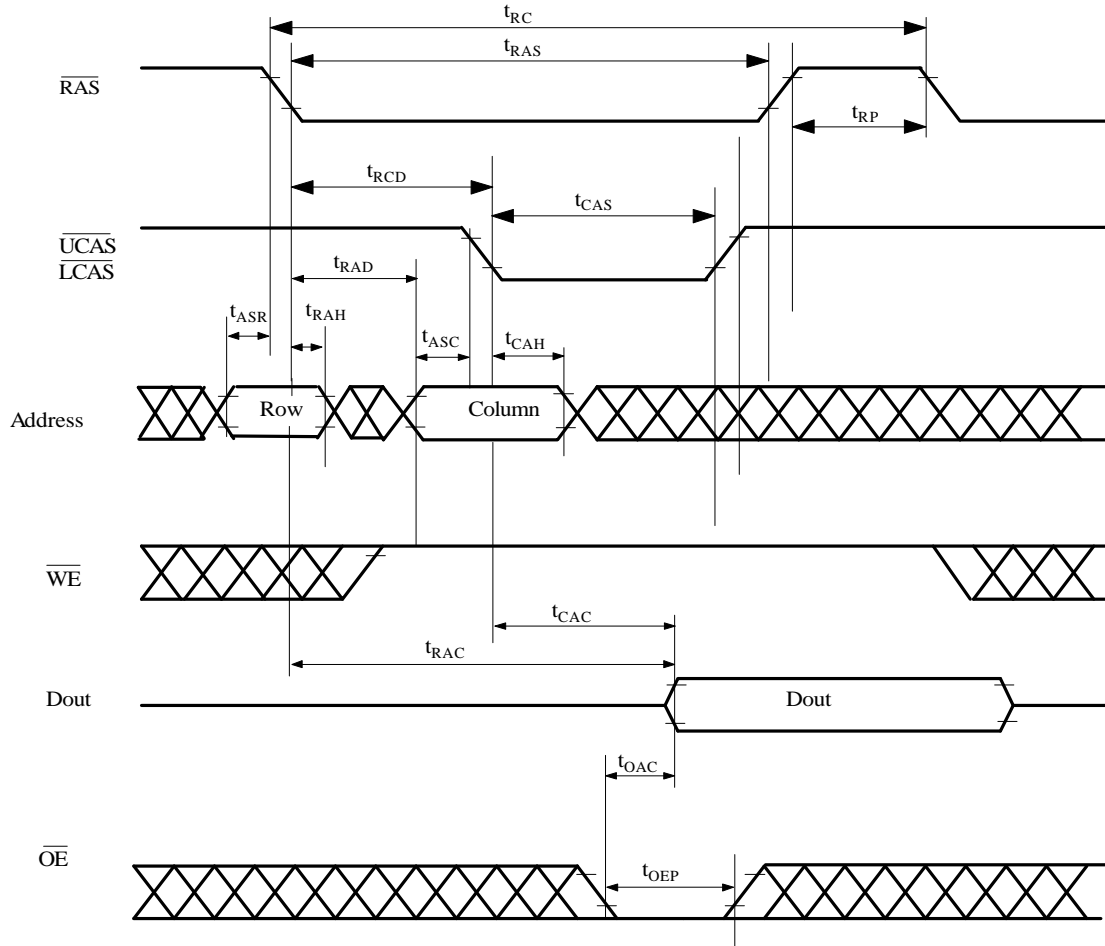 tRC
tRAS
RAS
tRP
tRCD
tCAS
UCAS
LCAS
tRAD
tASR
tRAH
tASC
tCAH
Address
Row
Column
WE
tCAC
tRAC
Dout
Dout
tOAC
OE
tOEP